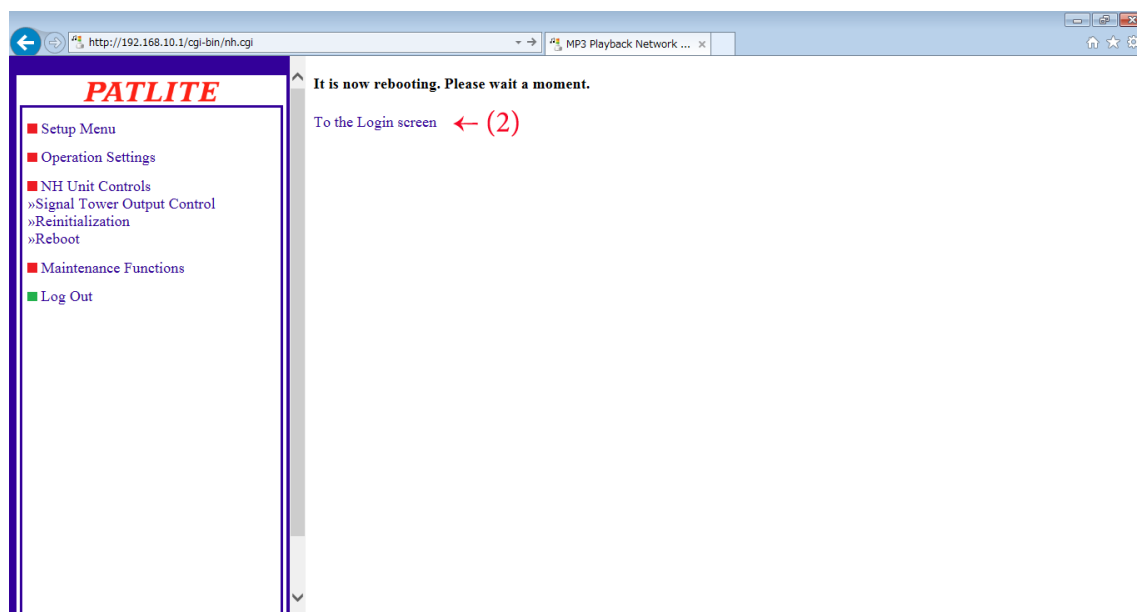 http://192.168.10.1/cgi-bin/nh.cgi
MP3 Playback Network ...
PATLITE
Setup Menu
Operation Settings
NH Unit Controls
»Signal Tower Output Control
»Reinitialization
»Reboot
Maintenance Functions
Log Out
It is now rebooting. Please wait a moment.
To the Login screen ← (2)